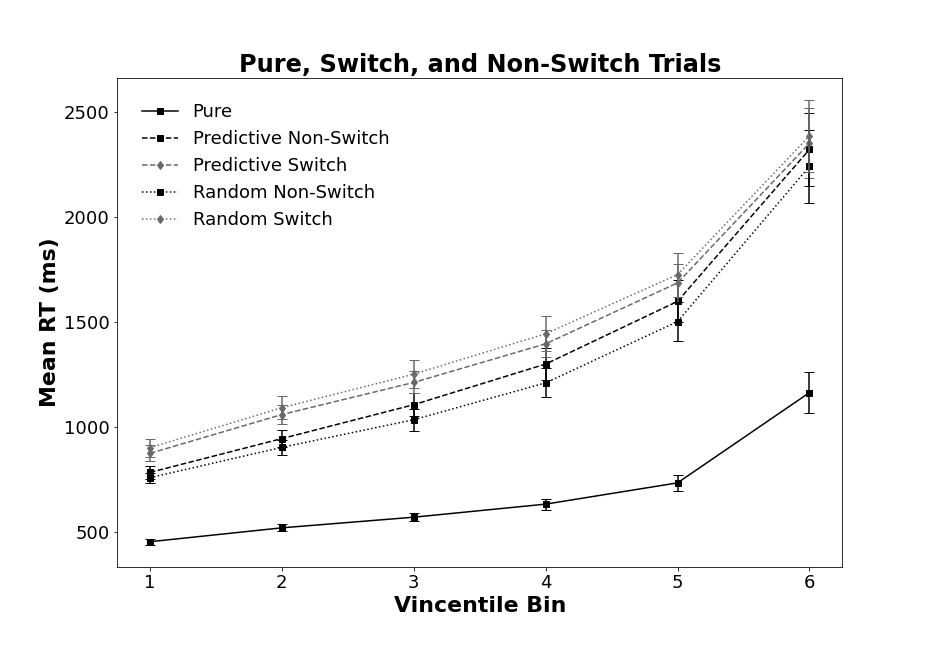 Pure, Switch, and Non-Switch Trials
2500
2000
1500
1000
500
Mean RT (ms)
Pure
Predictive Non-Switch
Predictive Switch
Random Non-Switch
Random Switch
1 2 3 4 5 6
Vincentile Bin